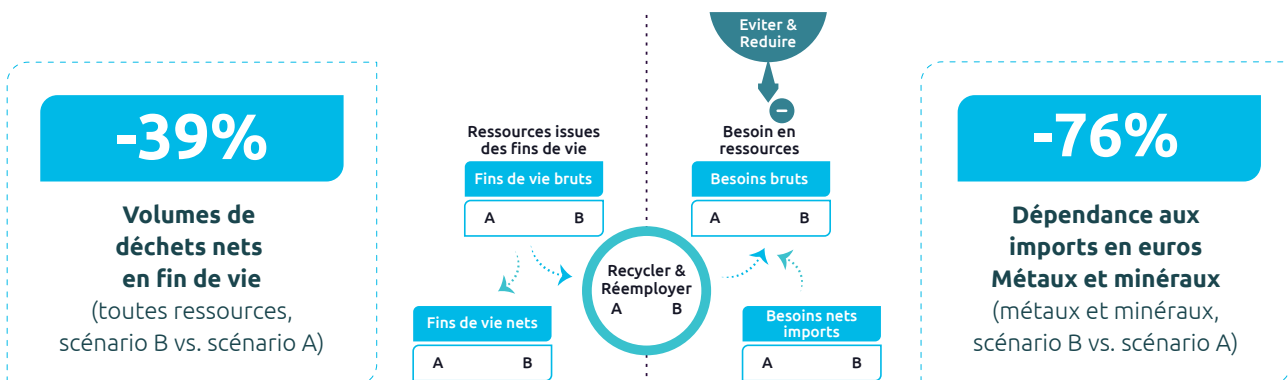 -39%
Volumes de
déchets nets
en fin de vie
(toutes ressources,
scénario B vs. scénario A)
Eviter &
Reduire
−
Ressources issues
des fins de vie
Fins de vie bruts
A B
Besoin en
ressources
Besoins bruts
A B
Recycler &
Réemployer
A B
Fins de vie nets
A B
Besoins nets
imports
A B
-76%
Dépendance aux
imports en euros
Métaux et minéraux
(métaux et minéraux,
scénario B vs. scénario A)